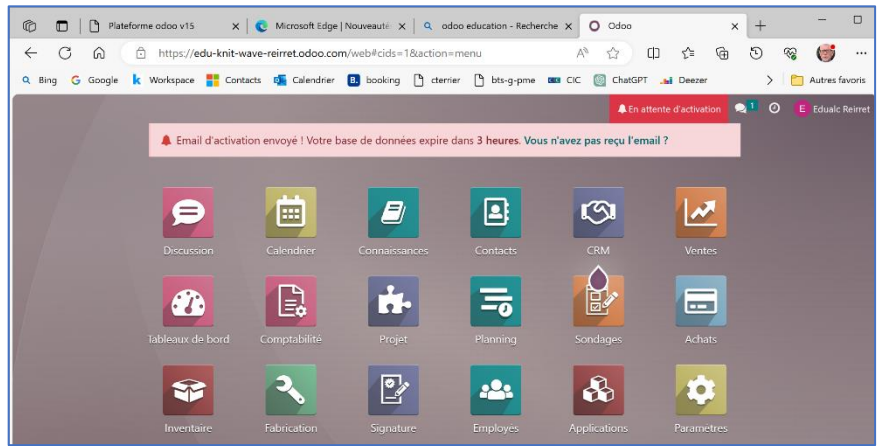 Plateforme odoo v15
Microsoft Edge | Nouveauté
odoo education - Recherche
Odoo
https://edu-knit-wave-reirret.odoo.com/web#cids=1&action=menu
Bing Google Workspace Contacts Calendrier booking cterrier bts-g-pme CIC ChatGPT Deezer Autres favoris
En attente d'activation 1 E Edualc Reirret
Email d'activation envoyé ! Votre base de données expire dans 3 heures. Vous n'avez pas reçu l'email ?
Discussion Calendrier Connaissances Contacts CRM Ventes
Tableaux de bord Comptabilité Projet Planning Sondages Achats
Inventaire Fabrication Signature Employés Applications Paramètres